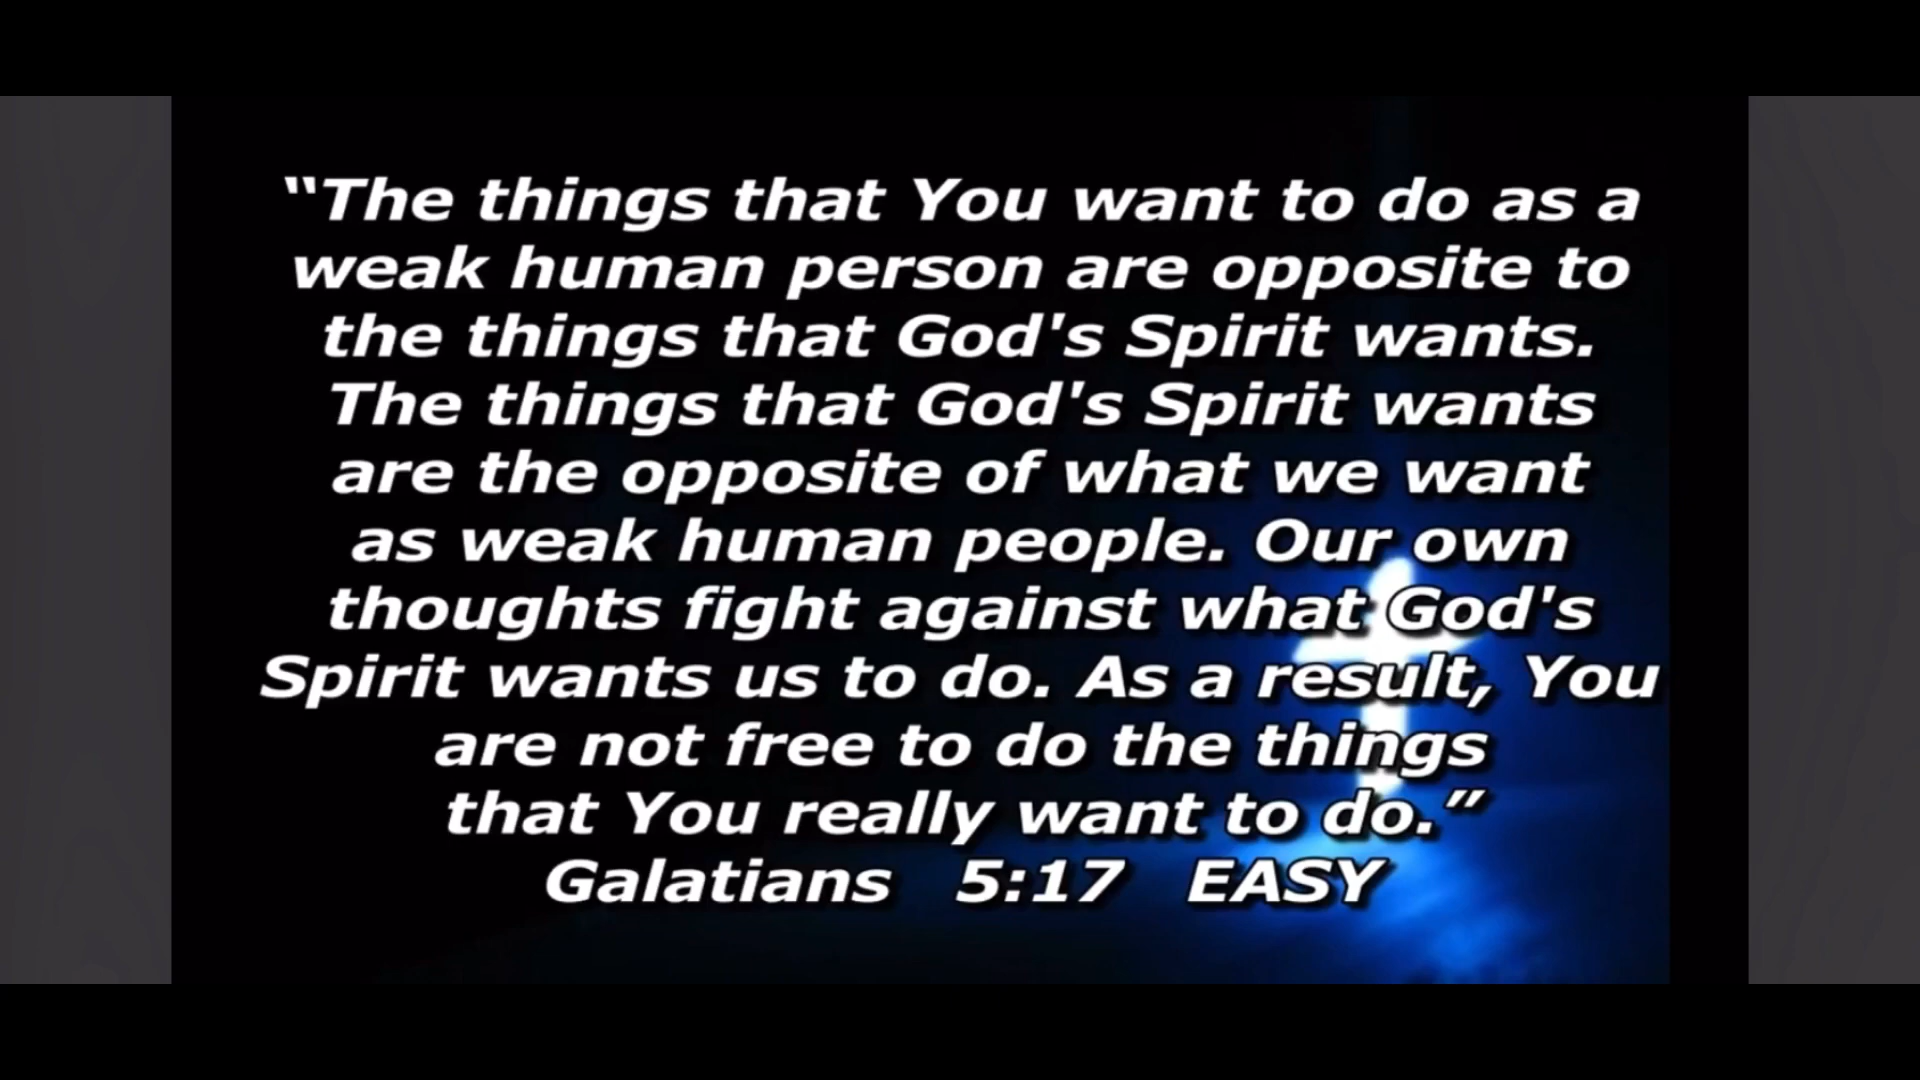 “The things that You want to do as a
weak human person are opposite to
the things that God's Spirit wants.
The things that God's Spirit wants
are the opposite of what we want
as weak human people. Our own
thoughts fight against what God's
Spirit wants us to do. As a result, You
are not free to do the things
that You really want to do.”
Galatians 5:17 EASY